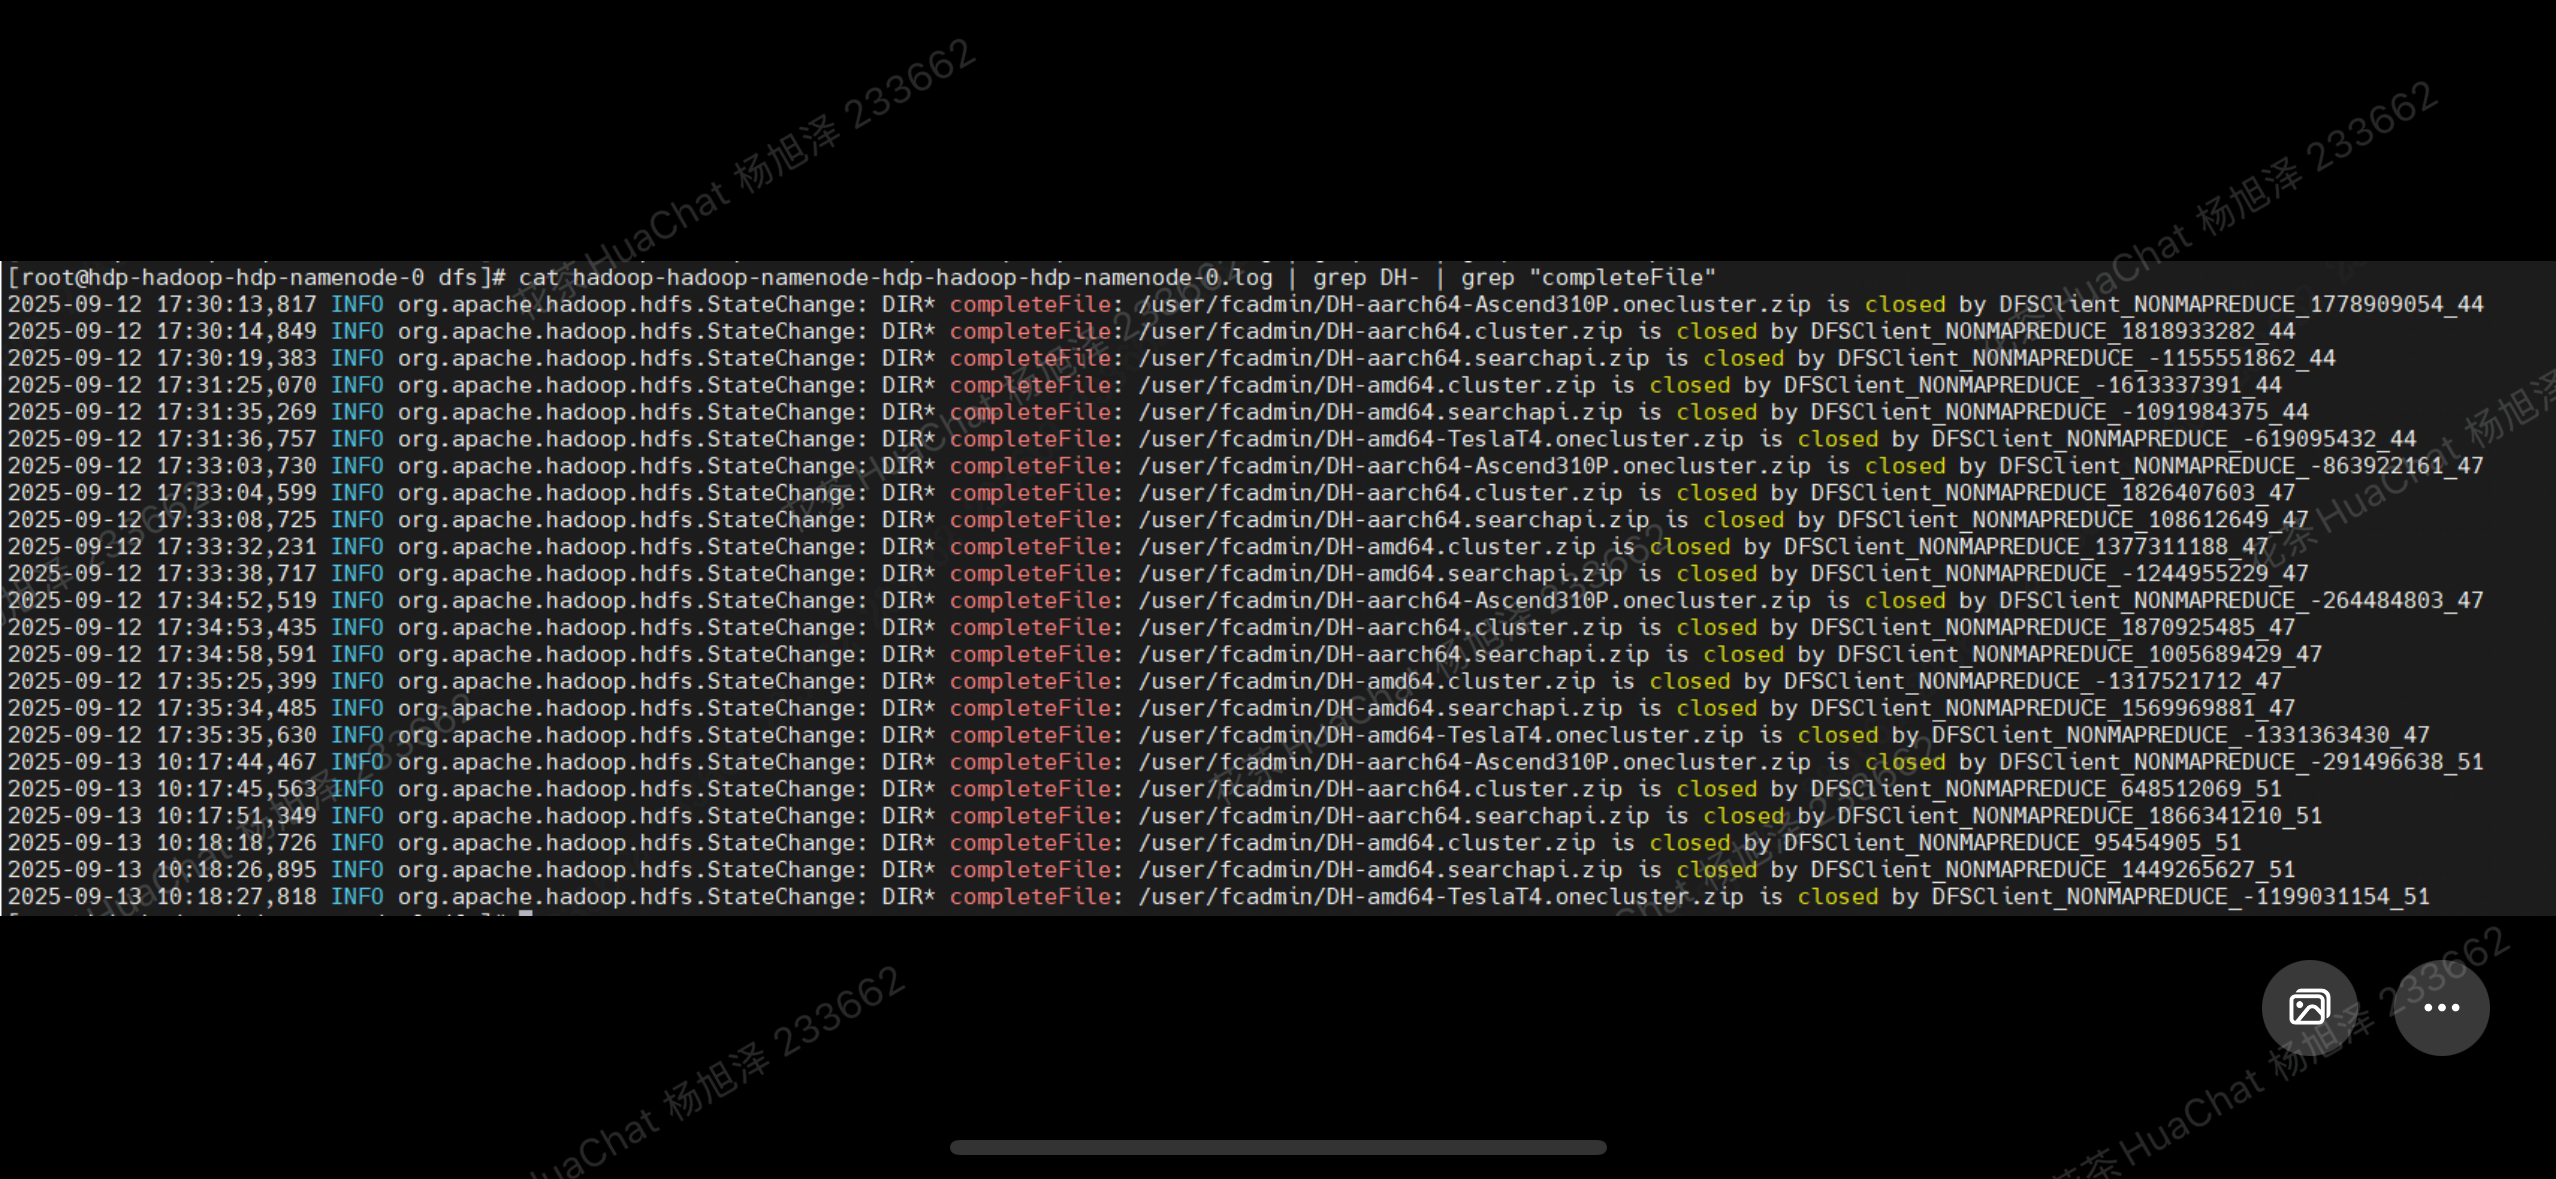 花茶HuaChat 杨旭泽 233662
[root@hdp-hadoop-hdp-namenode-0 dfs]# cat hadoop-hadoop-namenode-hdp-hadoop-hdp-namenode-0.log | grep DH- | grep "completeFile"
2025-09-12 17:30:13,817 INFO org.apache.hadoop.hdfs.StateChange: DIR* completeFile: /user/fcadmin/DH-aarch64-Ascend310P.onecluster.zip is closed by DFSClient_NONMAPREDUCE_1778909054_44
2025-09-12 17:30:14,849 INFO org.apache.hadoop.hdfs.StateChange: DIR* completeFile: /user/fcadmin/DH-aarch64.cluster.zip is closed by DFSClient_NONMAPREDUCE_1818933282_44
2025-09-12 17:30:19,383 INFO org.apache.hadoop.hdfs.StateChange: DIR* completeFile: /user/fcadmin/DH-aarch64.searchapi.zip is closed by DFSClient_NONMAPREDUCE_-1155551862_44
2025-09-12 17:31:25,070 INFO org.apache.hadoop.hdfs.StateChange: DIR* completeFile: /user/fcadmin/DH-amd64.cluster.zip is closed by DFSClient_NONMAPREDUCE_-1613337391_44
2025-09-12 17:31:35,269 INFO org.apache.hadoop.hdfs.StateChange: DIR* completeFile: /user/fcadmin/DH-amd64.searchapi.zip is closed by DFSClient_NONMAPREDUCE_-1091984375_44
2025-09-12 17:31:36,757 INFO org.apache.hadoop.hdfs.StateChange: DIR* completeFile: /user/fcadmin/DH-amd64-TeslaT4.onecluster.zip is closed by DFSClient_NONMAPREDUCE_-619095432_44
2025-09-12 17:33:03,730 INFO org.apache.hadoop.hdfs.StateChange: DIR* completeFile: /user/fcadmin/DH-aarch64-Ascend310P.onecluster.zip is closed by DFSClient_NONMAPREDUCE_-863922161_47
2025-09-12 17:33:04,599 INFO org.apache.hadoop.hdfs.StateChange: DIR* completeFile: /user/fcadmin/DH-aarch64.cluster.zip is closed by DFSClient_NONMAPREDUCE_1826407603_47
2025-09-12 17:33:08,725 INFO org.apache.hadoop.hdfs.StateChange: DIR* completeFile: /user/fcadmin/DH-aarch64.searchapi.zip is closed by DFSClient_NONMAPREDUCE_108612649_47
2025-09-12 17:33:32,231 INFO org.apache.hadoop.hdfs.StateChange: DIR* completeFile: /user/fcadmin/DH-amd64.cluster.zip is closed by DFSClient_NONMAPREDUCE_1377311188_47
2025-09-12 17:33:38,717 INFO org.apache.hadoop.hdfs.StateChange: DIR* completeFile: /user/fcadmin/DH-amd64.searchapi.zip is closed by DFSClient_NONMAPREDUCE_-1244955229_47
2025-09-12 17:34:52,519 INFO org.apache.hadoop.hdfs.StateChange: DIR* completeFile: /user/fcadmin/DH-aarch64-Ascend310P.onecluster.zip is closed by DFSClient_NONMAPREDUCE_-264484803_47
2025-09-12 17:34:53,435 INFO org.apache.hadoop.hdfs.StateChange: DIR* completeFile: /user/fcadmin/DH-aarch64.cluster.zip is closed by DFSClient_NONMAPREDUCE_1870925485_47
2025-09-12 17:34:58,591 INFO org.apache.hadoop.hdfs.StateChange: DIR* completeFile: /user/fcadmin/DH-aarch64.searchapi.zip is closed by DFSClient_NONMAPREDUCE_1005689429_47
2025-09-12 17:35:25,399 INFO org.apache.hadoop.hdfs.StateChange: DIR* completeFile: /user/fcadmin/DH-amd64.cluster.zip is closed by DFSClient_NONMAPREDUCE_-1317521712_47
2025-09-12 17:35:34,485 INFO org.apache.hadoop.hdfs.StateChange: DIR* completeFile: /user/fcadmin/DH-amd64.searchapi.zip is closed by DFSClient_NONMAPREDUCE_1569969881_47
2025-09-12 17:35:35,630 INFO org.apache.hadoop.hdfs.StateChange: DIR* completeFile: /user/fcadmin/DH-amd64-TeslaT4.onecluster.zip is closed by DFSClient_NONMAPREDUCE_-1331363430_47
2025-09-13 10:17:44,467 INFO org.apache.hadoop.hdfs.StateChange: DIR* completeFile: /user/fcadmin/DH-aarch64-Ascend310P.onecluster.zip is closed by DFSClient_NONMAPREDUCE_-291496638_51
2025-09-13 10:17:45,563 INFO org.apache.hadoop.hdfs.StateChange: DIR* completeFile: /user/fcadmin/DH-aarch64.cluster.zip is closed by DFSClient_NONMAPREDUCE_648512069_51
2025-09-13 10:17:51,349 INFO org.apache.hadoop.hdfs.StateChange: DIR* completeFile: /user/fcadmin/DH-aarch64.searchapi.zip is closed by DFSClient_NONMAPREDUCE_1866341210_51
2025-09-13 10:18:18,726 INFO org.apache.hadoop.hdfs.StateChange: DIR* completeFile: /user/fcadmin/DH-amd64.cluster.zip is closed by DFSClient_NONMAPREDUCE_95454905_51
2025-09-13 10:18:26,895 INFO org.apache.hadoop.hdfs.StateChange: DIR* completeFile: /user/fcadmin/DH-amd64.searchapi.zip is closed by DFSClient_NONMAPREDUCE_1449265627_51
2025-09-13 10:18:27,818 INFO org.apache.hadoop.hdfs.StateChange: DIR* completeFile: /user/fcadmin/DH-amd64-TeslaT4.onecluster.zip is closed by DFSClient_NONMAPREDUCE_-1199031154_51